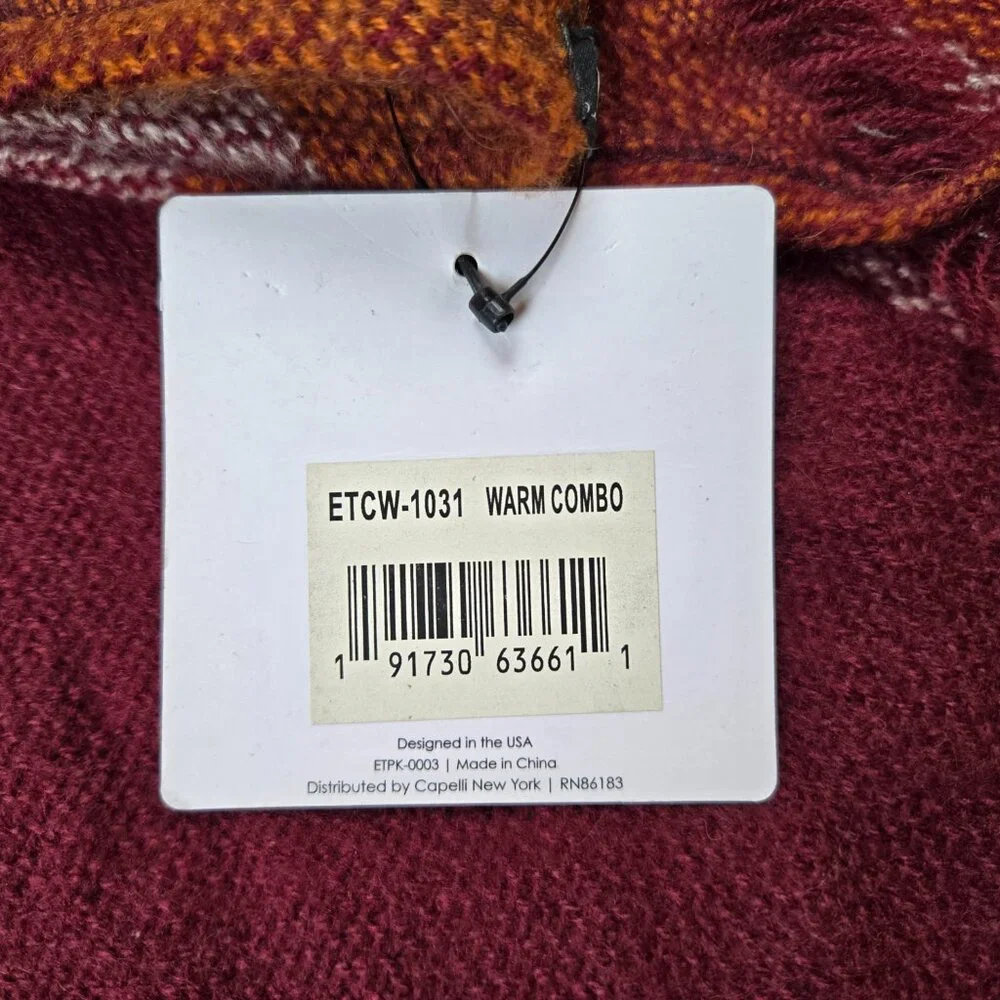 ETCW-1031 WARM COMBO
1 91730 63661 1
Designed in the USA
ETPK-0003 | Made in China
Distributed by Capelli New York | RN86183